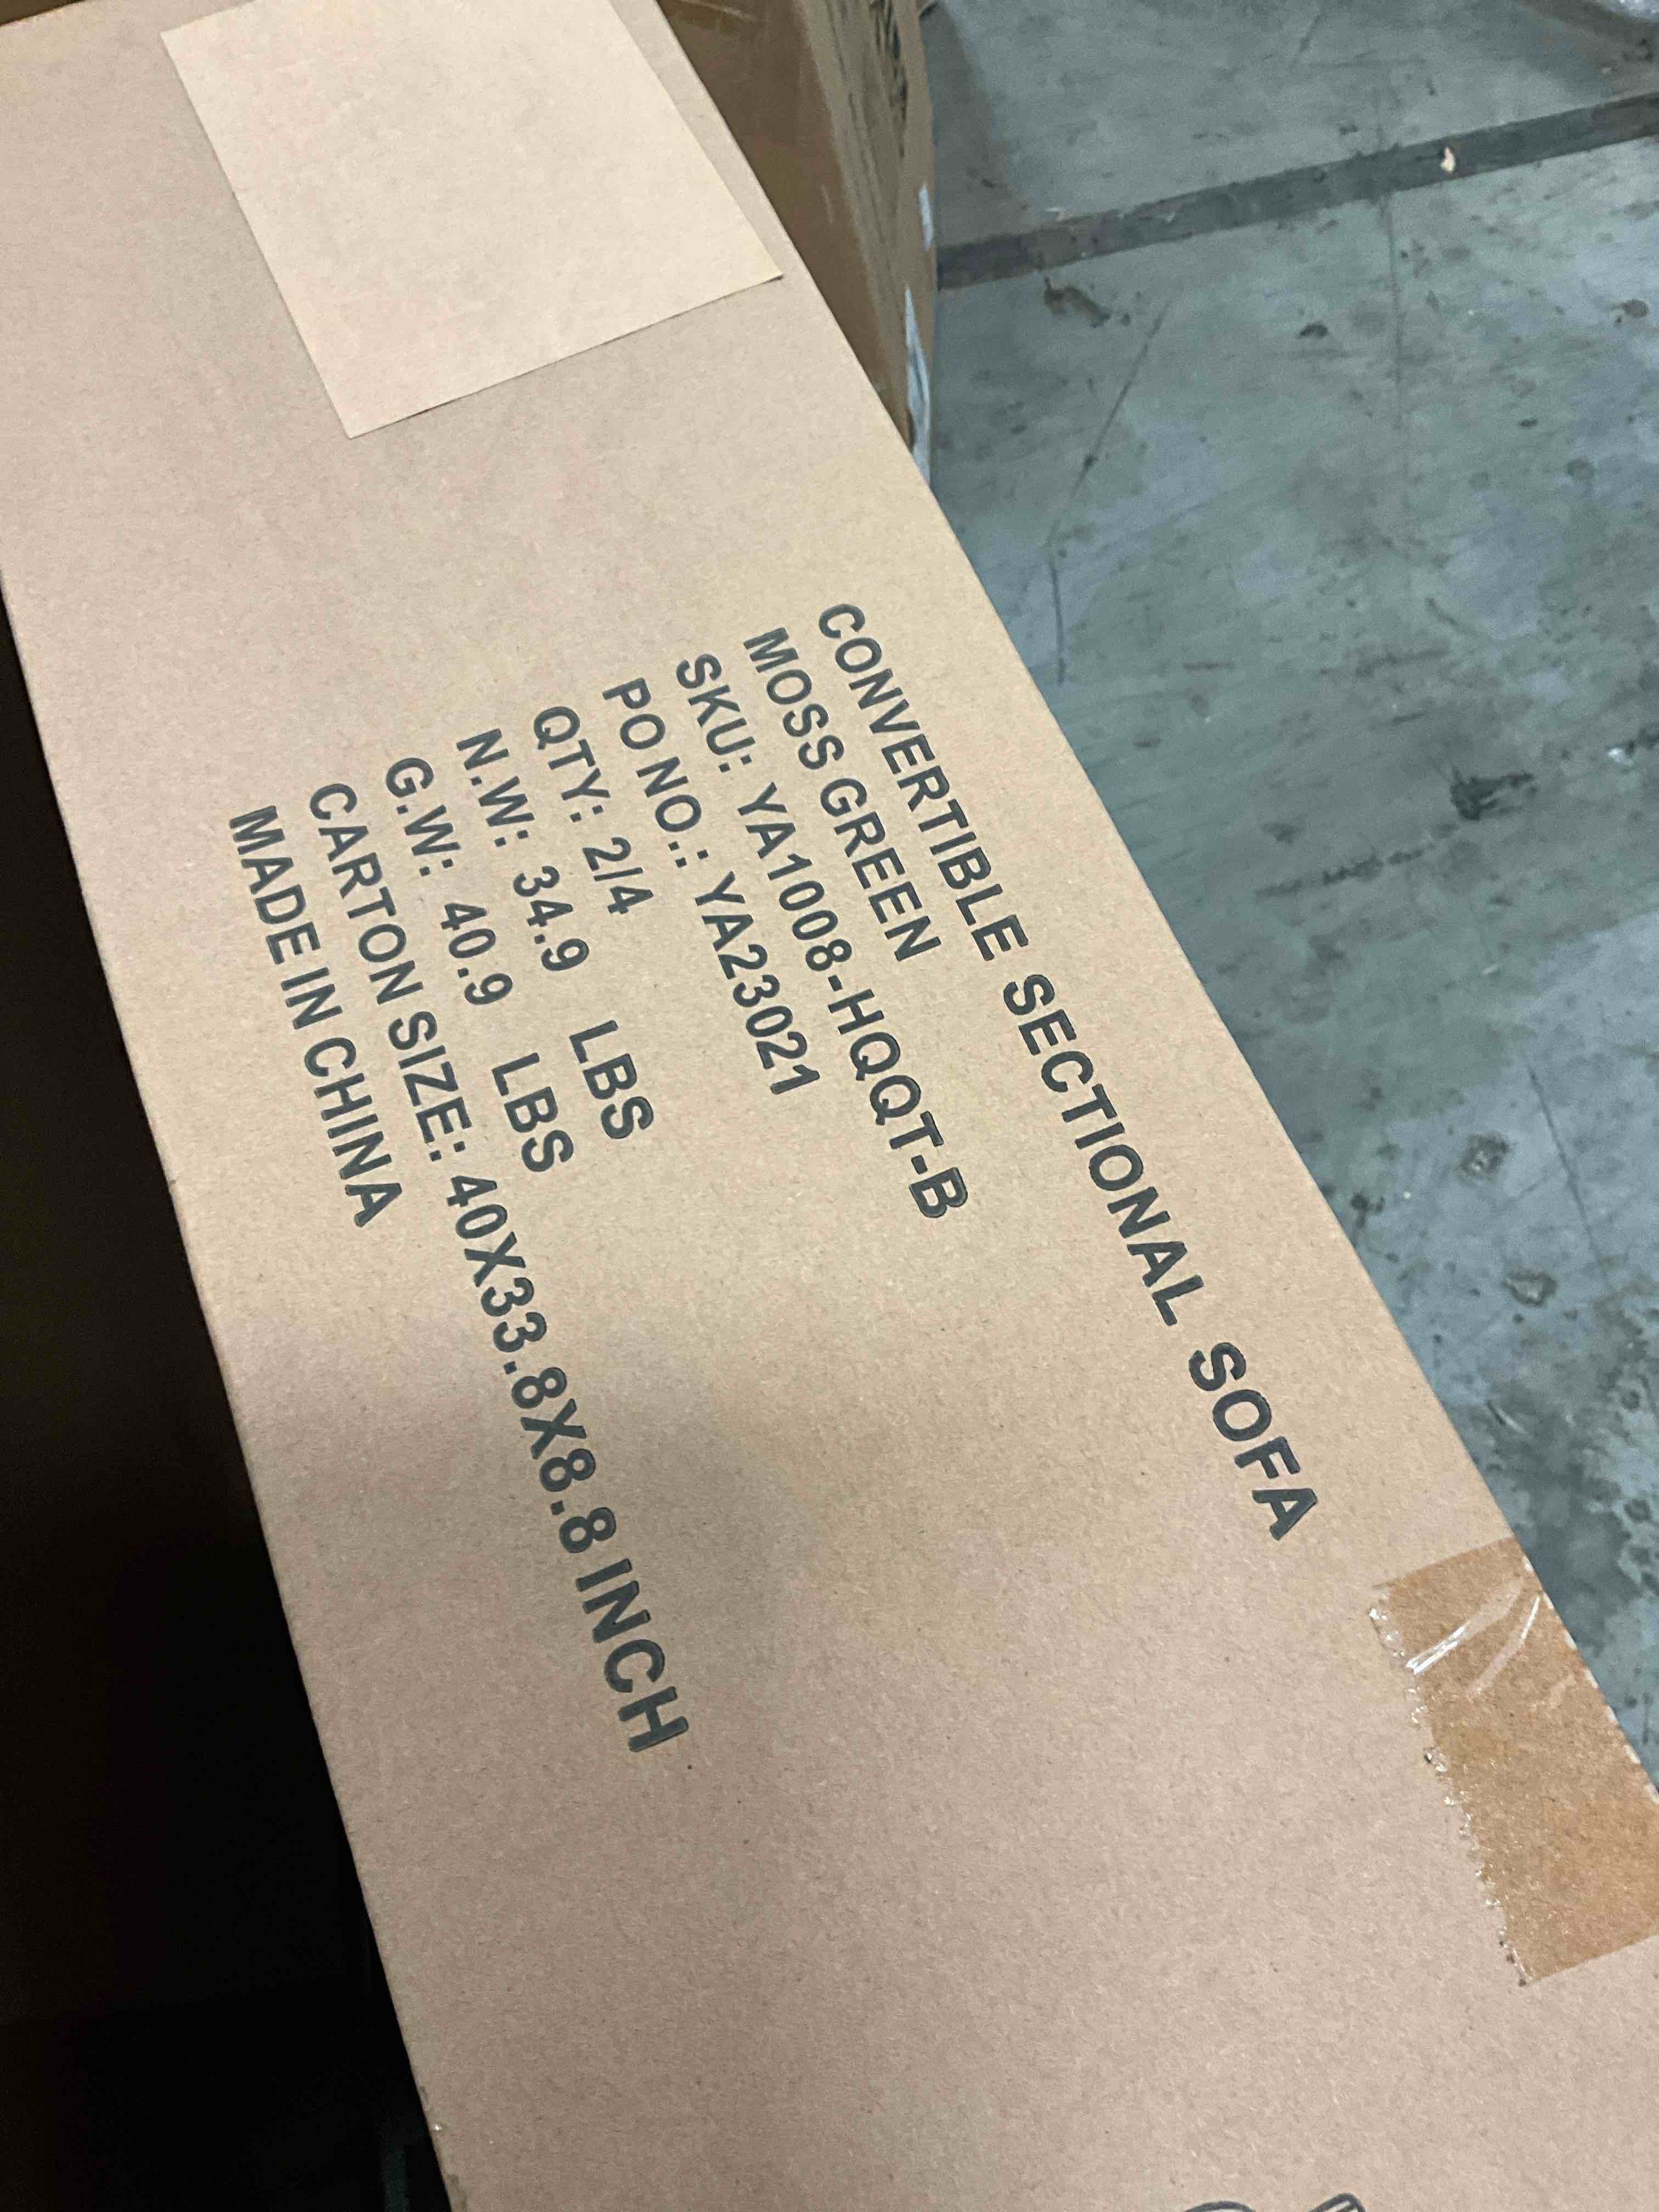 CONVERTIBLE SECTIONAL SOFA
MOSS GREEN
SKU: YA1008-HQQT-B
PO NO.: YA23021
QTY: 2/4
N.W: 34.9 LBS
G.W: 40.9 LBS
CARTON SIZE: 40X33.8X8.8 INCH
MADE IN CHINA